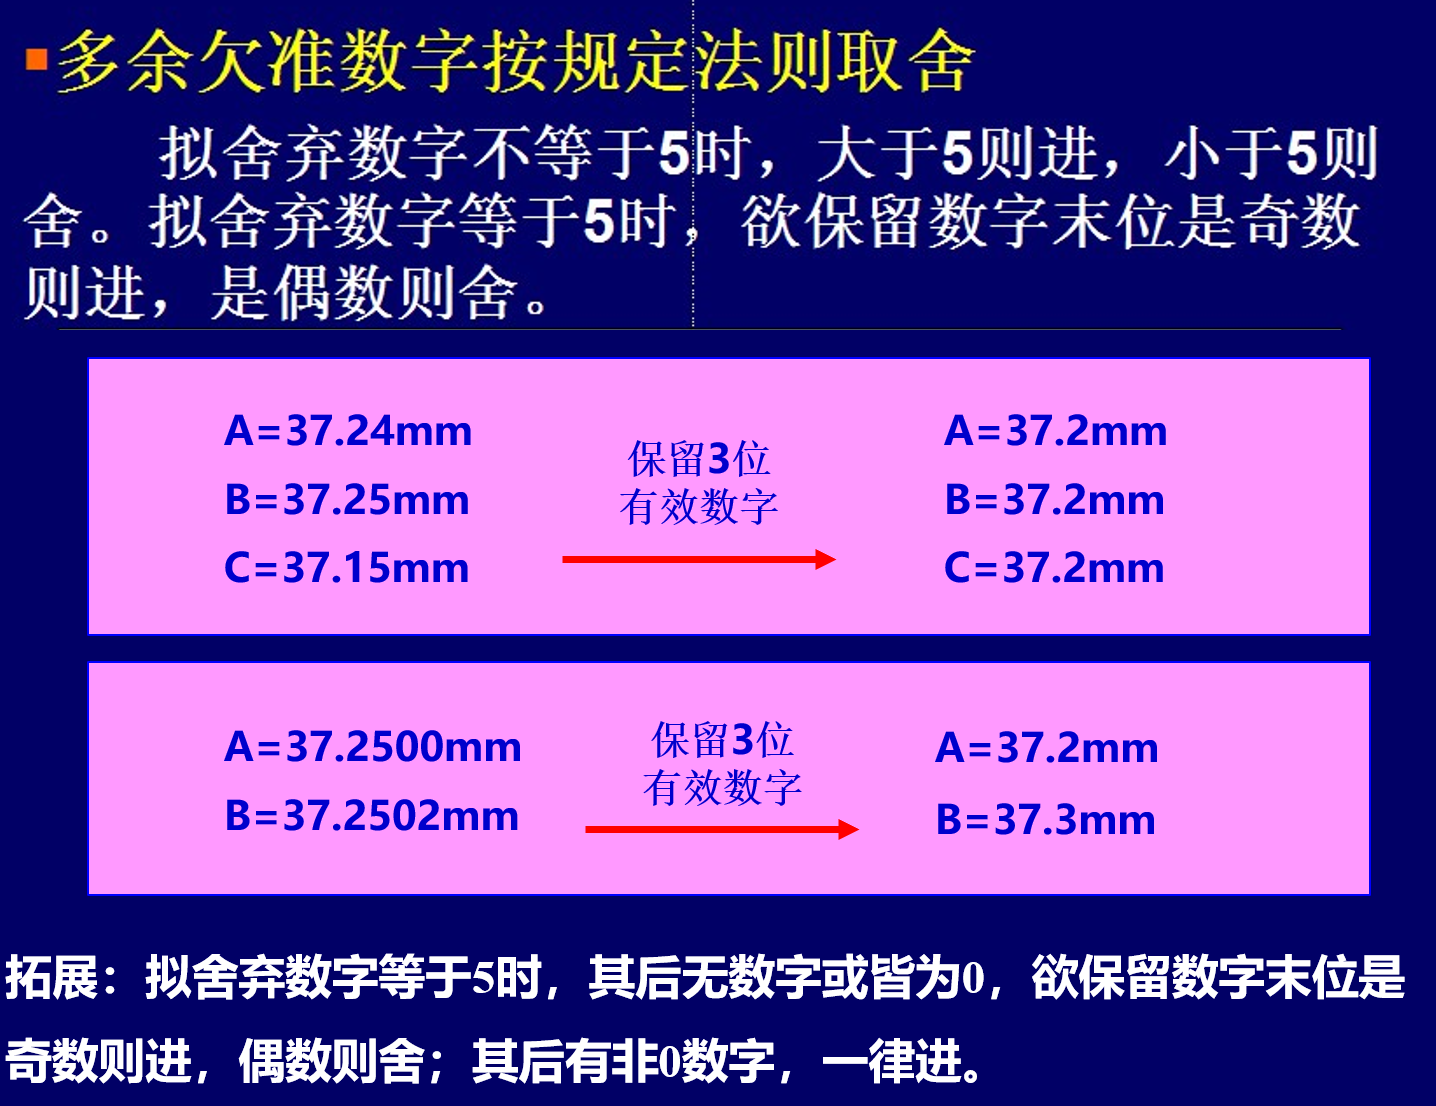 多余欠准数字按规定法则取舍
拟舍弃数字不等于5时，大于5则进，小于5则
舍。拟舍弃数字等于5时，欲保留数字末位是奇数
则进，是偶数则舍。
A=37.24mm
B=37.25mm
C=37.15mm
保留3位
有效数字
A=37.2mm
B=37.2mm
C=37.2mm
A=37.2500mm
B=37.2502mm
保留3位
有效数字
A=37.2mm
B=37.3mm
拓展：拟舍弃数字等于5时，其后无数字或皆为0，欲保留数字末位是
奇数则进，偶数则舍；其后有非0数字，一律进。